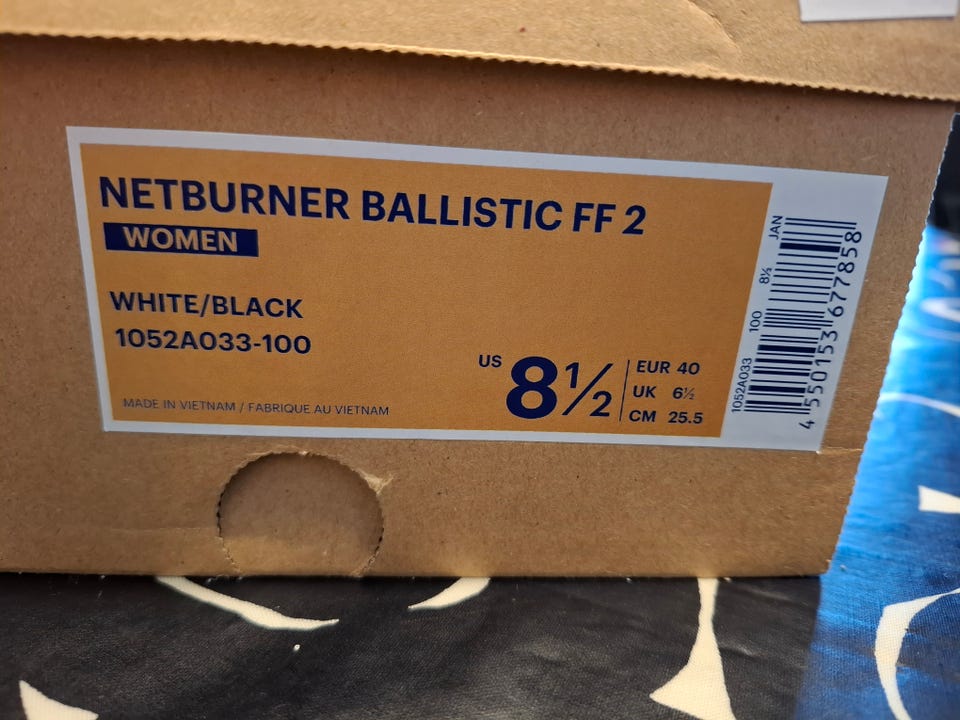 NETBURNER BALLISTIC FF 2
WOMEN
WHITE/BLACK
1052A033-100
MADE IN VIETNAM / FABRIQUE AU VIETNAM
US 8½
EUR 40
UK 6½
CM 25.5
1052A033 100 8½ JAN
4 550153 677858